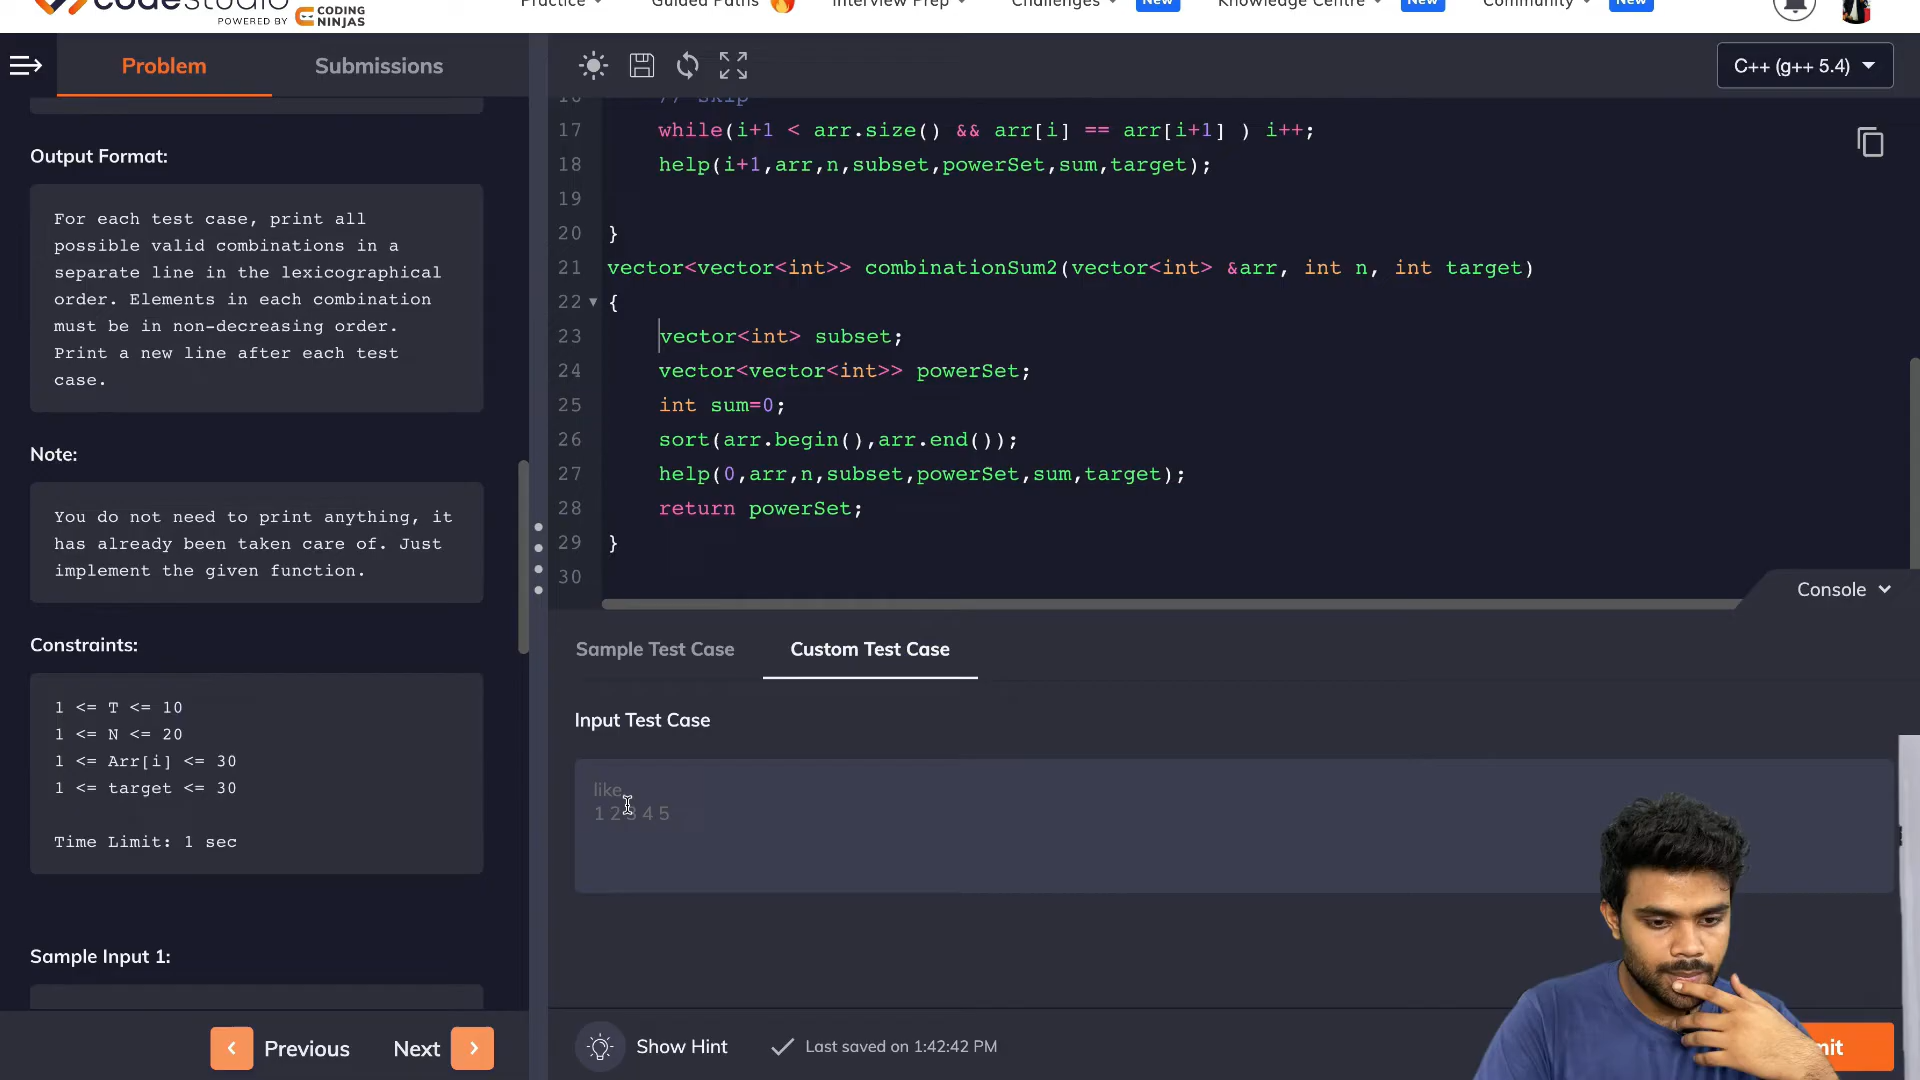 codeStudio
POWERED BY CODING NINJAS
Practice
Guided Paths
Interview Prep
Challenges
New
Knowledge Centre
New
Community
New
Problem
Submissions
C++ (g++ 5.4)
Output Format:
For each test case, print all
possible valid combinations in a
separate line in the lexicographical
order. Elements in each combination
must be in non-decreasing order.
Print a new line after each test
case.
Note:
You do not need to print anything, it
has already been taken care of. Just
implement the given function.
Constraints:
1 <= T <= 10
1 <= N <= 20
1 <= Arr[i] <= 30
1 <= target <= 30
Time Limit: 1 sec
Sample Input 1:
Previous
Next
16 // skip
17 while(i+1 < arr.size() && arr[i] == arr[i+1] ) i++;
18 help(i+1,arr,n,subset,powerSet,sum,target);
19
20 }
21 vector<vector<int>> combinationSum2(vector<int> &arr, int n, int target)
22 {
23 vector<int> subset;
24 vector<vector<int>> powerSet;
25 int sum=0;
26 sort(arr.begin(),arr.end());
27 help(0,arr,n,subset,powerSet,sum,target);
28 return powerSet;
29 }
30
Console
Sample Test Case
Custom Test Case
Input Test Case
like
1 2 3 4 5
Show Hint
Last saved on 1:42:42 PM